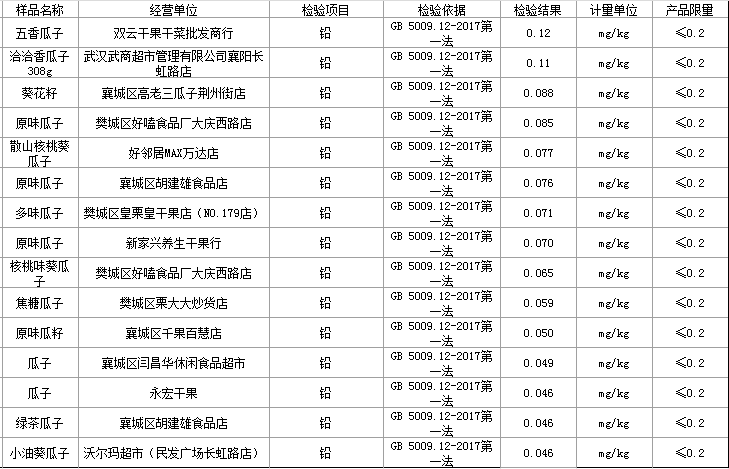 样品名称 经营单位 检验项目 检验依据 检验结果 计量单位 产品限量
五香瓜子 双云干果干菜批发商行 铅 GB 5009.12-2017第一法 0.12 mg/kg ≤0.2
洽洽香瓜子308g 武汉武商超市管理有限公司襄阳长虹路店 铅 GB 5009.12-2017第一法 0.11 mg/kg ≤0.2
葵花籽 襄城区高老三瓜子荆州街店 铅 GB 5009.12-2017第一法 0.088 mg/kg ≤0.2
原味瓜子 樊城区好嗑食品厂大庆西路店 铅 GB 5009.12-2017第一法 0.085 mg/kg ≤0.2
散山核桃葵瓜子 好邻居MAX万达店 铅 GB 5009.12-2017第一法 0.077 mg/kg ≤0.2
原味瓜子 襄城区胡建雄食品店 铅 GB 5009.12-2017第一法 0.076 mg/kg ≤0.2
多味瓜子 樊城区皇栗皇干果店（NO.179店） 铅 GB 5009.12-2017第一法 0.071 mg/kg ≤0.2
原味瓜子 新家兴养生干果行 铅 GB 5009.12-2017第一法 0.070 mg/kg ≤0.2
核桃味葵瓜子 樊城区好嗑食品厂大庆西路店 铅 GB 5009.12-2017第一法 0.065 mg/kg ≤0.2
焦糖瓜子 樊城区栗大大炒货店 铅 GB 5009.12-2017第一法 0.059 mg/kg ≤0.2
原味瓜籽 襄城区千果百慧店 铅 GB 5009.12-2017第一法 0.050 mg/kg ≤0.2
瓜子 襄城区闫昌华休闲食品超市 铅 GB 5009.12-2017第一法 0.049 mg/kg ≤0.2
瓜子 永宏干果 铅 GB 5009.12-2017第一法 0.046 mg/kg ≤0.2
绿茶瓜子 襄城区胡建雄食品店 铅 GB 5009.12-2017第一法 0.046 mg/kg ≤0.2
小油葵瓜子 沃尔玛超市（民发广场长虹路店） 铅 GB 5009.12-2017第一法 0.046 mg/kg ≤0.2